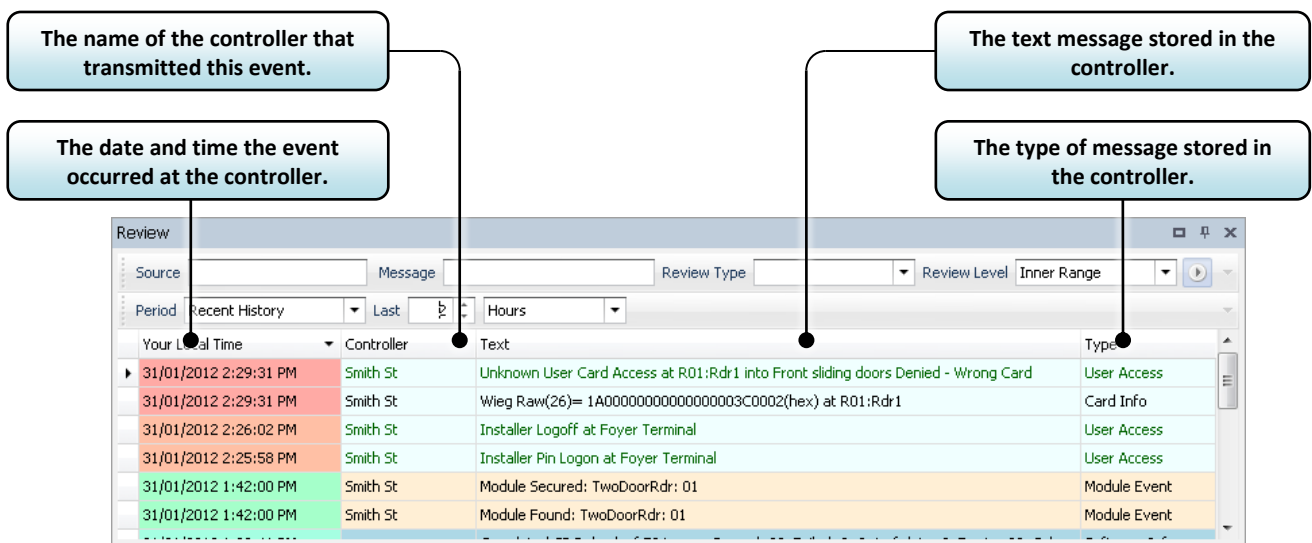 The name of the controller that
transmitted this event.
The text message stored in the
controller.
The date and time the event
occurred at the controller.
The type of message stored in
the controller.
Review
Source Message Review Type Review Level Inner Range
Period Recent History Last Hours
Your Local Time Controller Text Type
31/01/2012 2:29:31 PM Smith St Unknown User Card Access at R01:Rdr1 into Front sliding doors Denied - Wrong Card User Access
31/01/2012 2:29:31 PM Smith St Wieg Raw(26)= 1A00000000000000003C0002(hex) at R01:Rdr1 Card Info
31/01/2012 2:26:02 PM Smith St Installer Logoff at Foyer Terminal User Access
31/01/2012 2:25:58 PM Smith St Installer Pin Logon at Foyer Terminal User Access
31/01/2012 1:42:00 PM Smith St Module Secured: TwoDoorRdr: 01 Module Event
31/01/2012 1:42:00 PM Smith St Module Found: TwoDoorRdr: 01 Module Event